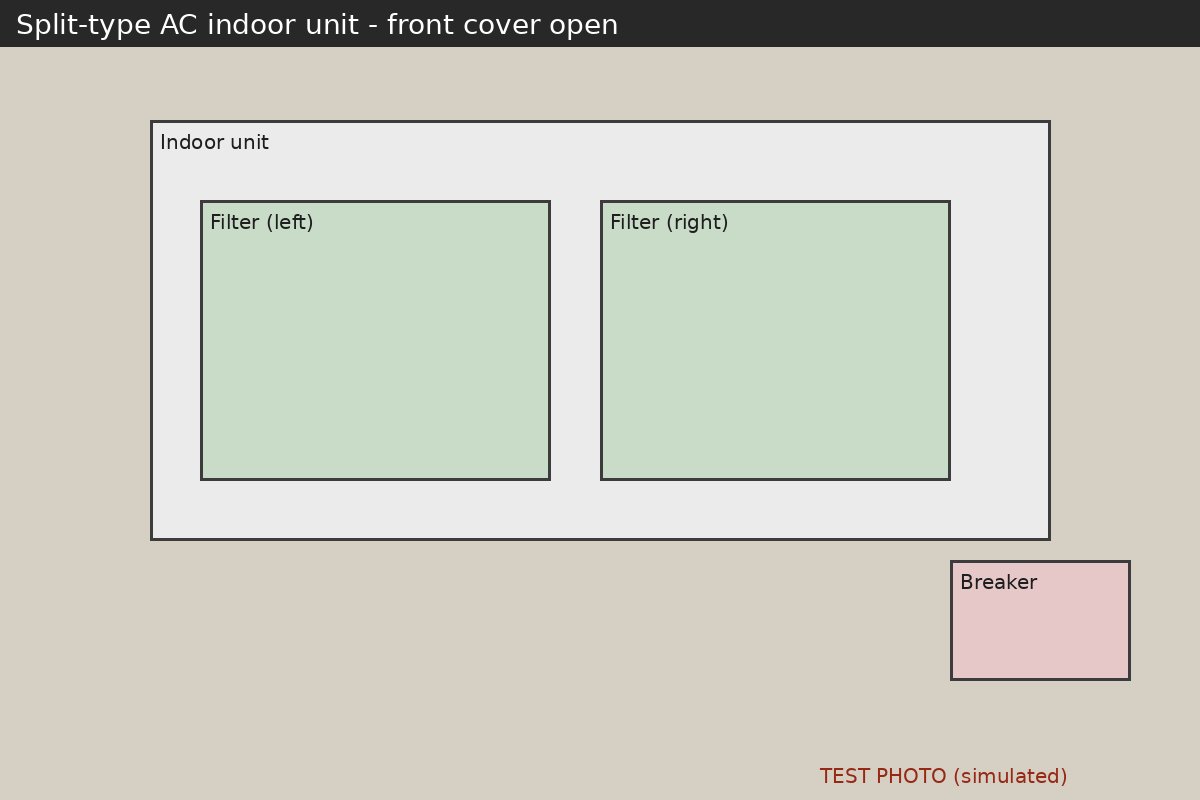 Split-type AC indoor unit - front cover open
Indoor unit
Filter (left)
Filter (right)
Breaker
TEST PHOTO (simulated)